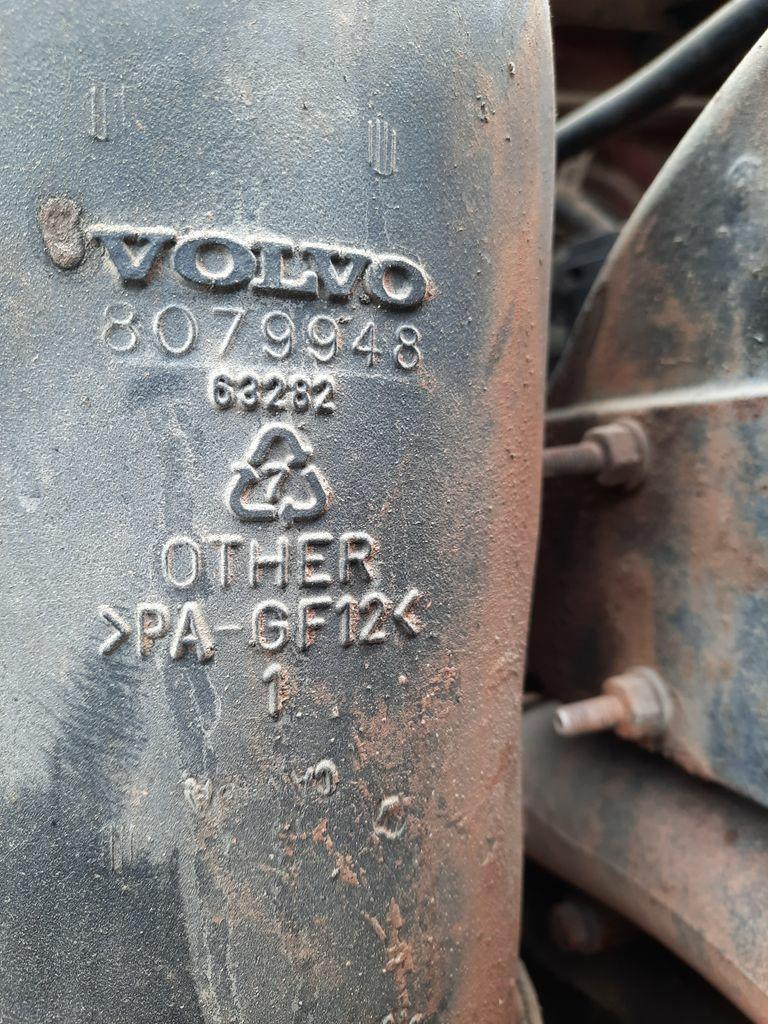 VOLVO
8079948
63282
7
OTHER
>PA-GF12<
1